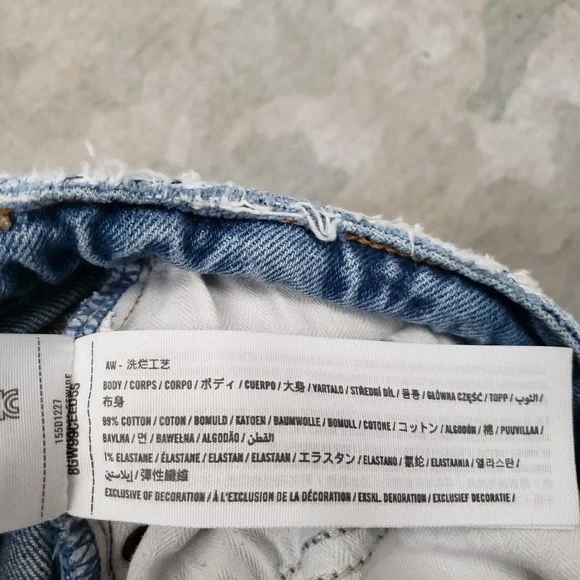 AW - 洗烂工艺
BODY / CORPS / CORPO / ボディ / CUERPO / 大身 / VARTALO / STŘEDNÍ DÍL / 몸통 / GŁÓWNA CZĘŚĆ / TOPP / الثوب /
布身
99% COTTON / COTON / BOMULD / KATOEN / BAUMWOLLE / BOMULL / COTONE / コットン / ALGODÓN / 棉 / PUUVILLAA /
BAVLNA / 면 / BAWEŁNA / ALGODÃO / القطن
1% ELASTANE / ÉLASTANE / ELASTAN / ELASTAAN / エラスタン / ELASTANO / 氨纶 / ELASTAANIA / 엘라스탄 /
إيلاستين / 彈性纖維
EXCLUSIVE OF DECORATION / À L'EXCLUSION DE LA DÉCORATION / EKSKL. DEKORATION / EXCLUSIEF DECORATIE /
155D1227